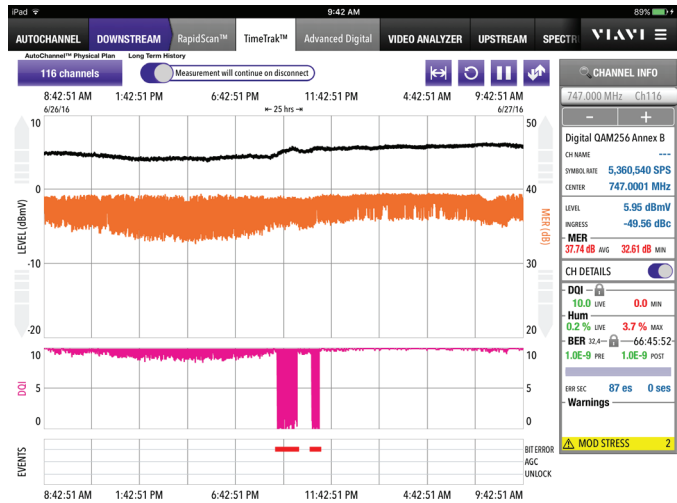 iPad 9:42 AM 89%
AUTOCHANNEL DOWNSTREAM RapidScan™ TimeTrak™ Advanced Digital VIDEO ANALYZER UPSTREAM SPECTR VIAVI
AutoChannel™ Physical Plan Long Term History
116 channels Measurement will continue on disconnect
CHANNEL INFO
747.000 MHz Ch116
− +
Digital QAM256 Annex B
CH NAME ---
SYMBOL RATE 5,360,540 SPS
CENTER 747.0001 MHz
LEVEL 5.95 dBmV
INGRESS -49.56 dBc
MER
37.74 dB AVG 32.61 dB MIN
CH DETAILS
DQI
10.0 LIVE 0.0 MIN
Hum
0.2 % LIVE 3.7 % MAX
BER 32,4 66:45:52
1.0E-9 PRE 1.0E-9 POST
ERR SEC 87 es 0 ses
Warnings
MOD STRESS 2
8:42:51 AM 1:42:51 PM 6:42:51 PM 11:42:51 PM 4:42:51 AM 9:42:51 AM
6/26/16 25 hrs 6/27/16
10 50
0 40
LEVEL (dBmV) MER (dB)
-10 30
-20 20
10 10
DQI 5 5
0 0
EVENTS
BIT ERROR
AGC
UNLOCK
8:42:51 AM 1:42:51 PM 6:42:51 PM 11:42:51 PM 4:42:51 AM 9:42:51 AM